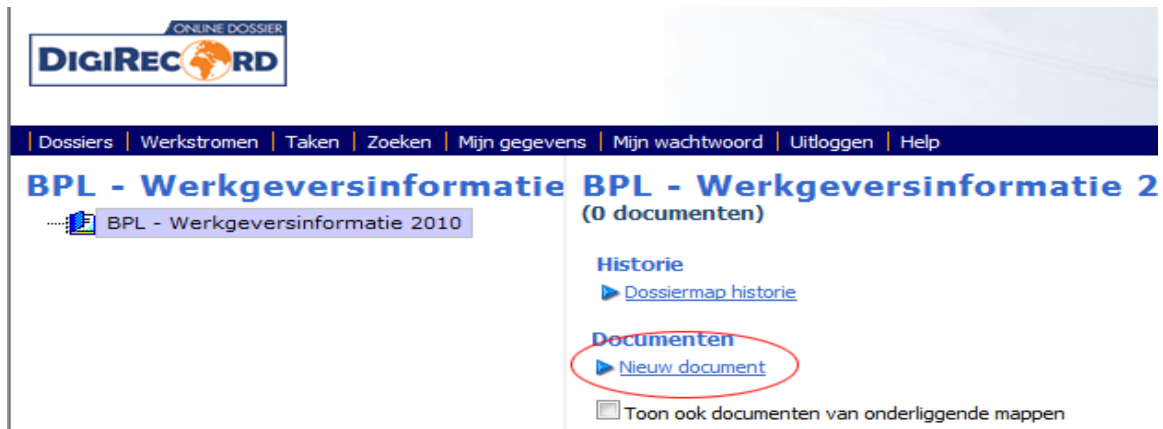 ONLINE DOSSIER
DIGIRECORD
Dossiers | Werkstromen | Taken | Zoeken | Mijn gegevens | Mijn wachtwoord | Uitloggen | Help
BPL - Werkgeversinformatie
BPL - Werkgeversinformatie 2010
BPL - Werkgeversinformatie 2
(0 documenten)
Historie
Dossiermap historie
Documenten
Nieuw document
Toon ook documenten van onderliggende mappen